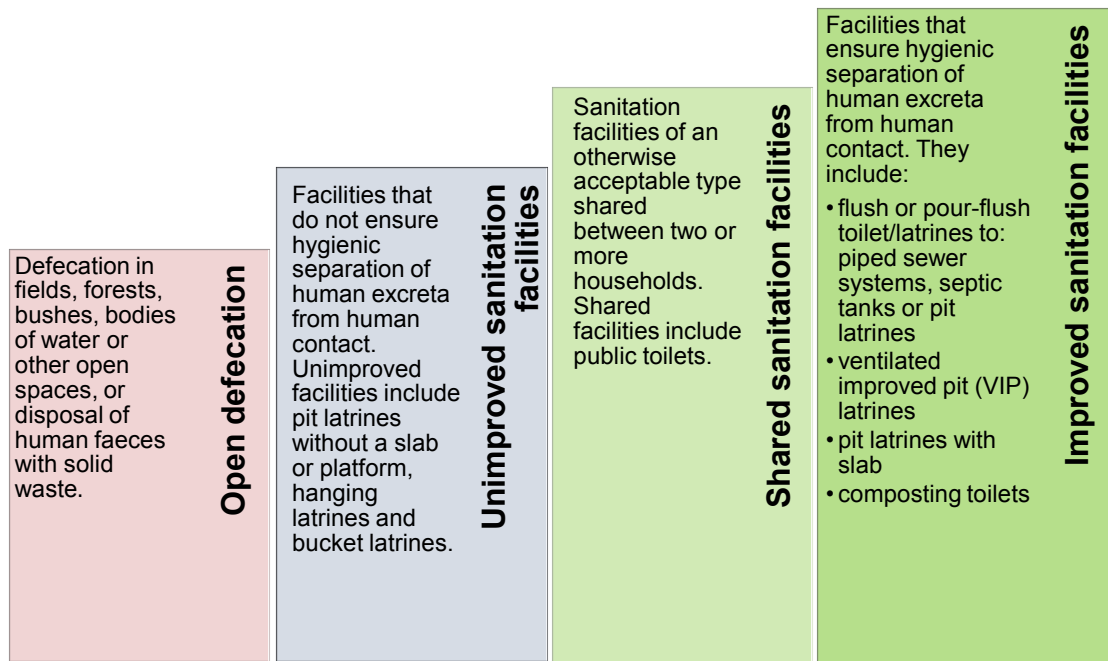 Defecation in
fields, forests,
bushes, bodies
of water or
other open
spaces, or
disposal of
human faeces
with solid
waste.
Open defecation
Facilities that
do not ensure
hygienic
separation of
human excreta
from human
contact.
Unimproved
facilities include
pit latrines
without a slab
or platform,
hanging
latrines and
bucket latrines.
Unimproved sanitation
facilities
Sanitation
facilities of an
otherwise
acceptable type
shared
between two or
more
households.
Shared
facilities include
public toilets.
Shared sanitation facilities
Facilities that
ensure hygienic
separation of
human excreta
from human
contact. They
include:
• flush or pour-flush
toilet/latrines to:
piped sewer
systems, septic
tanks or pit
latrines
• ventilated
improved pit (VIP)
latrines
• pit latrines with
slab
• composting toilets
Improved sanitation facilities